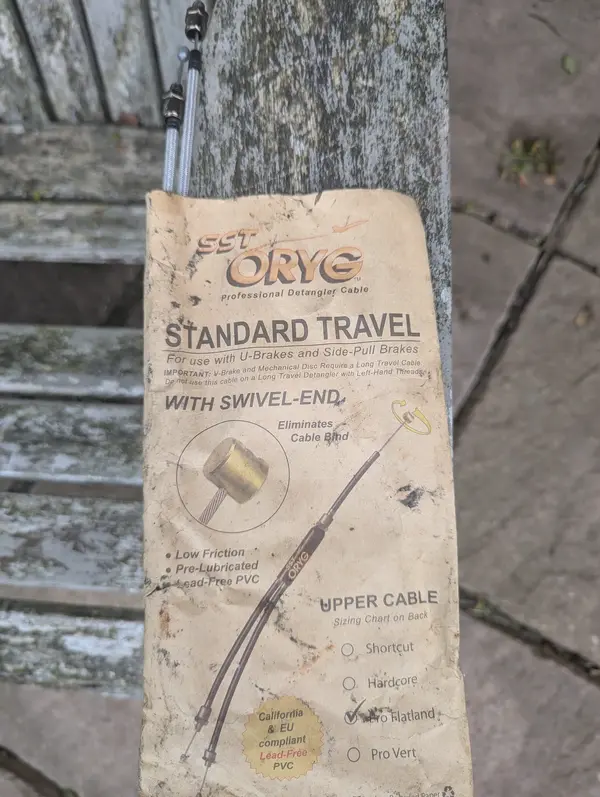 SST
ORYG™
Professional Detangler Cable
STANDARD TRAVEL
For use with U-Brakes and Side-Pull Brakes
IMPORTANT: V-Brake and Mechanical Disc Require a Long Travel Cable
Do not use this cable on a Long Travel Detangler with Left-Hand Threads
WITH SWIVEL-END
Eliminates
Cable Bind
• Low Friction
• Pre-Lubricated
• Lead-Free PVC
SST
ORYG
UPPER CABLE
Sizing Chart on Back
Shortcut
Hardcore
Pro Flatland
Pro Vert
California
& EU
compliant
Lead-Free
PVC